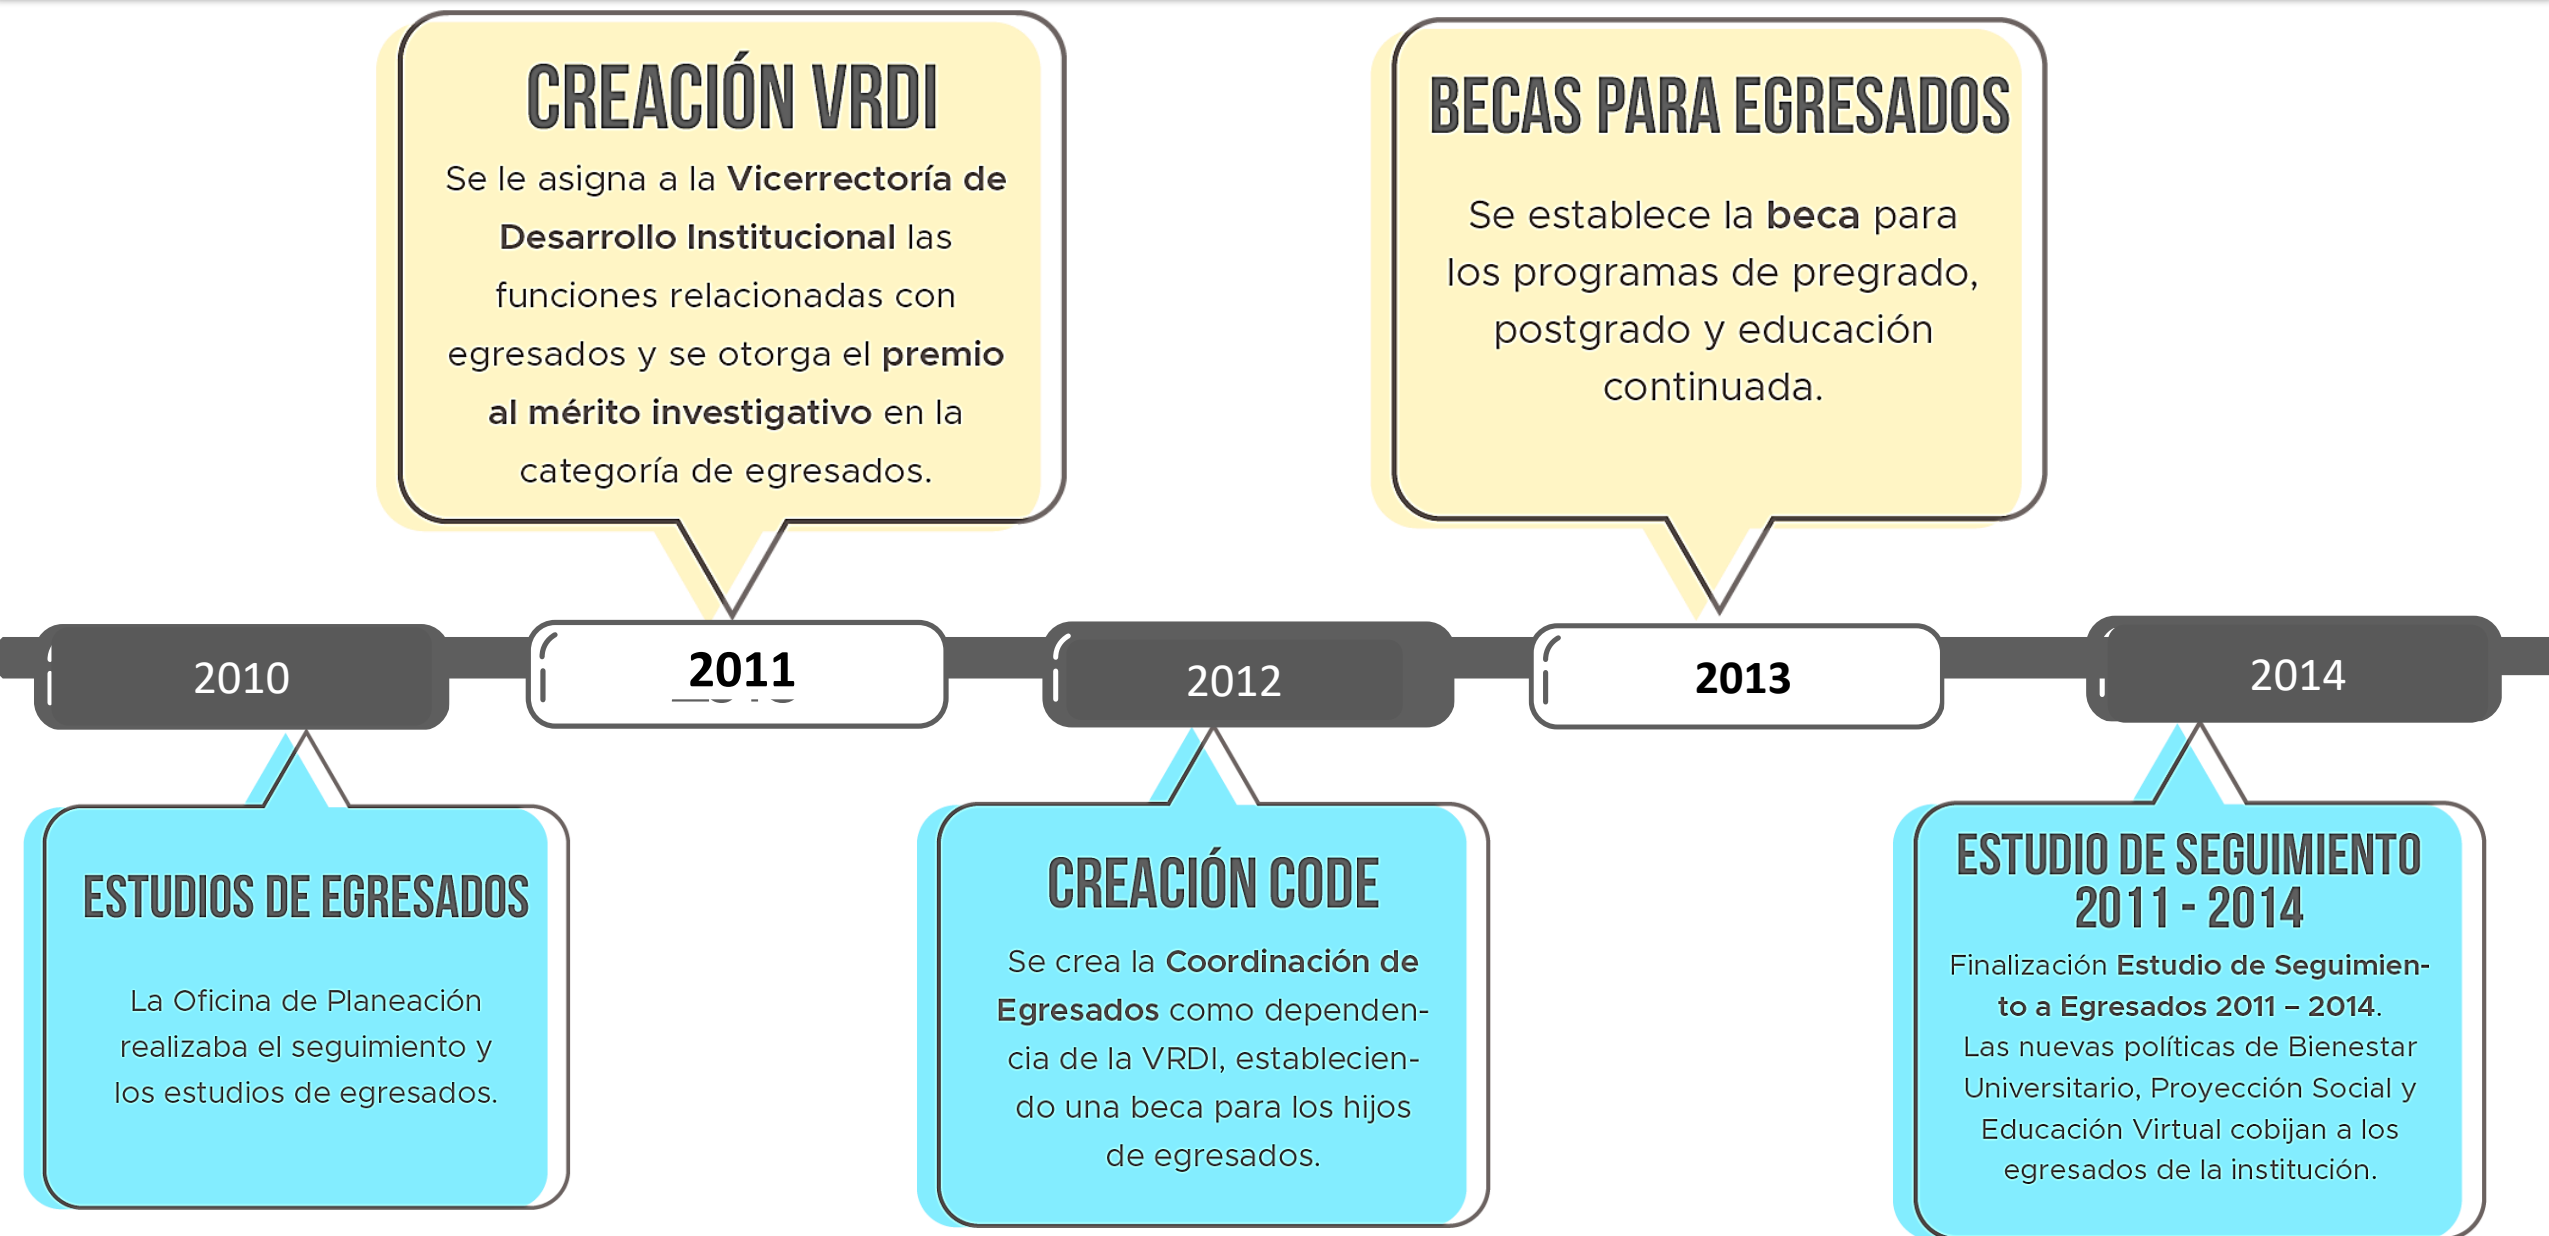 CREACIÓN VRDI
Se le asigna a la Vicerrectoría de
Desarrollo Institucional las
funciones relacionadas con
egresados y se otorga el premio
al mérito investigativo en la
categoría de egresados.
BECAS PARA EGRESADOS
Se establece la beca para
los programas de pregrado,
postgrado y educación
continuada.
2010
2011
2012
2013
2014
ESTUDIOS DE EGRESADOS
La Oficina de Planeación
realizaba el seguimiento y
los estudios de egresados.
CREACIÓN CODE
Se crea la Coordinación de
Egresados como dependen-
cia de la VRDI, establecien-
do una beca para los hijos
de egresados.
ESTUDIO DE SEGUIMIENTO
2011 - 2014
Finalización Estudio de Seguimien-
to a Egresados 2011 – 2014.
Las nuevas políticas de Bienestar
Universitario, Proyección Social y
Educación Virtual cobijan a los
egresados de la institución.